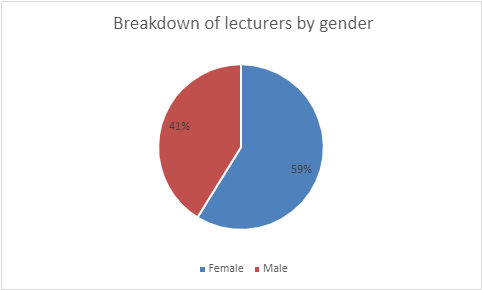 Breakdown of lecturers by gender
41%
59%
Female Male